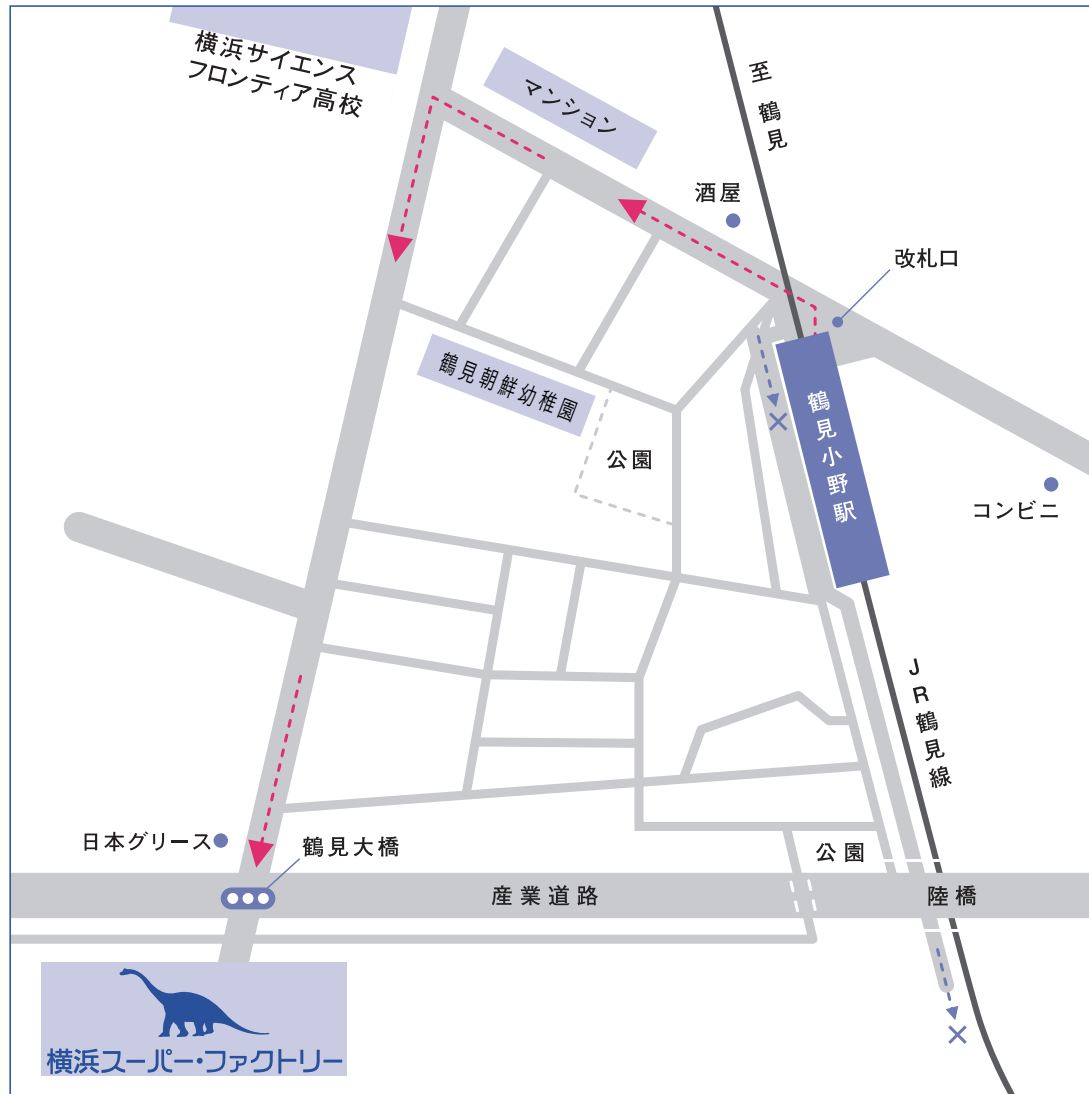 横浜サイエンス
フロンティア高校
マンション
至 鶴見
酒屋
改札口
鶴見朝鮮幼稚園
公園
鶴見小野駅
コンビニ
JR鶴見線
日本グリース
鶴見大橋
公園
産業道路
陸橋
横浜スーパー・ファクトリー